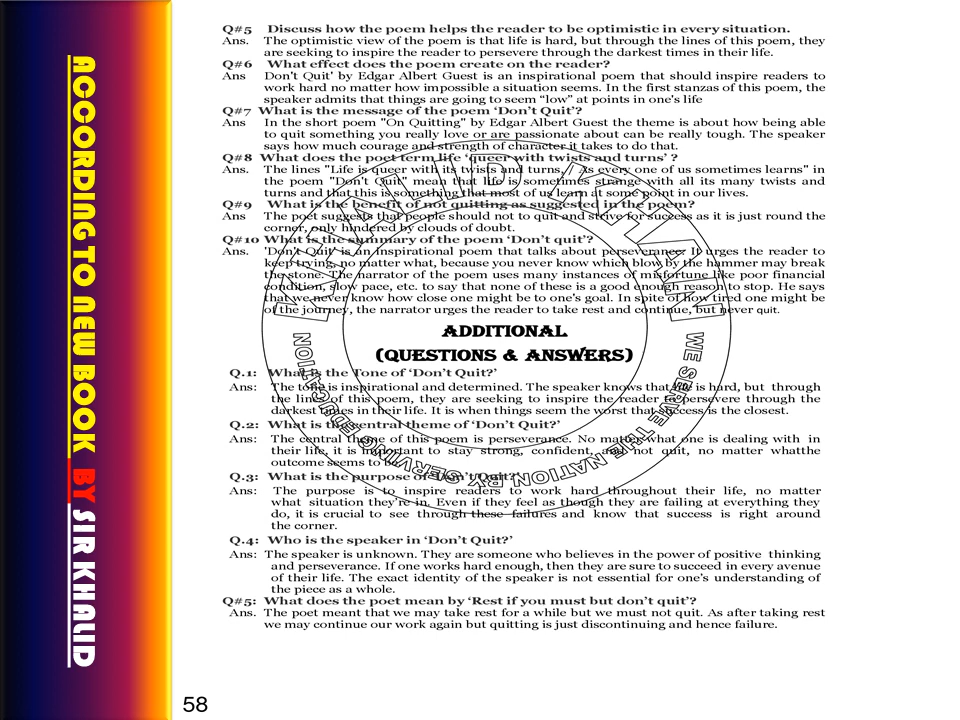 ACCORDING TO NEW BOOK BY SIR KHALID
Q#5 Discuss how the poem helps the reader to be optimistic in every situation.
Ans. The optimistic view of the poem is that life is hard, but through the lines of this poem, they
are seeking to inspire the reader to persevere through the darkest times in their life.
Q#6 What effect does the poem create on the reader?
Ans Don't Quit' by Edgar Albert Guest is an inspirational poem that should inspire readers to
work hard no matter how impossible a situation seems. In the first stanzas of this poem, the
speaker admits that things are going to seem “low” at points in one's life
Q#7 What is the message of the poem ‘Don’t Quit’?
Ans In the short poem "On Quitting" by Edgar Albert Guest the theme is about how being able
to quit something you really love or are passionate about can be really tough. The speaker
says how much courage and strength of character it takes to do that.
Q#8 What does the poet term life ‘queer with twists and turns’ ?
Ans. The lines "Life is queer with its twists and turns, / As every one of us sometimes learns" in
the poem "Don't Quit" mean that life is sometimes strange with all its many twists and
turns and that this is something that most of us learn at some point in our lives.
Q#9 What is the benefit of not quitting as suggested in the poem?
Ans The poet suggests that people should not to quit and strive for success as it is just round the
corner, only hindered by clouds of doubt.
Q#10 What is the summary of the poem ‘Don’t quit’?
Ans. 'Don't Quit' is an inspirational poem that talks about perseverance. It urges the reader to
keep trying, no matter what, because you never know which blow by the hammer may break
the stone. The narrator of the poem uses many instances of misfortune like poor financial
condition, slow pace, etc. to say that none of these is a good enough reason to stop. He says
that we never know how close one might be to one’s goal. In spite of how tired one might be
of the journey, the narrator urges the reader to take rest and continue, but never quit.
ADDITIONAL
(QUESTIONS & ANSWERS)
Q.1: What is the Tone of ‘Don’t Quit?’
Ans: The tone is inspirational and determined. The speaker knows that life is hard, but through
the lines of this poem, they are seeking to inspire the reader to persevere through the
darkest times in their life. It is when things seem the worst that success is the closest.
Q.2: What is the central theme of ‘Don’t Quit?’
Ans: The central theme of this poem is perseverance. No matter what one is dealing with in
their life, it is important to stay strong, confident, and not quit, no matter whatthe
outcome seems to be.
Q.3: What is the purpose of ‘Don’t Quit?’
Ans: The purpose is to inspire readers to work hard throughout their life, no matter
what situation they’re in. Even if they feel as though they are failing at everything they
do, it is crucial to see through these failures and know that success is right around
the corner.
Q.4: Who is the speaker in ‘Don’t Quit?’
Ans: The speaker is unknown. They are someone who believes in the power of positive thinking
and perseverance. If one works hard enough, then they are sure to succeed in every avenue
of their life. The exact identity of the speaker is not essential for one’s understanding of
the piece as a whole.
Q#5: What does the poet mean by ‘Rest if you must but don’t quit’?
Ans. The poet meant that we may take rest for a while but we must not quit. As after taking rest
we may continue our work again but quitting is just discontinuing and hence failure.
WE SERVE THE NATION BY SERVING EDUCATION
58